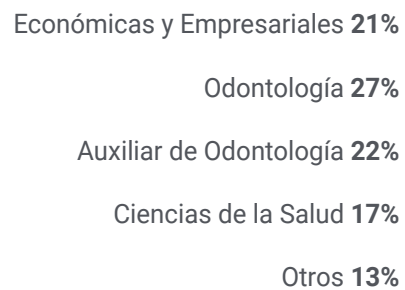 Económicas y Empresariales 21%
Odontología 27%
Auxiliar de Odontología 22%
Ciencias de la Salud 17%
Otros 13%